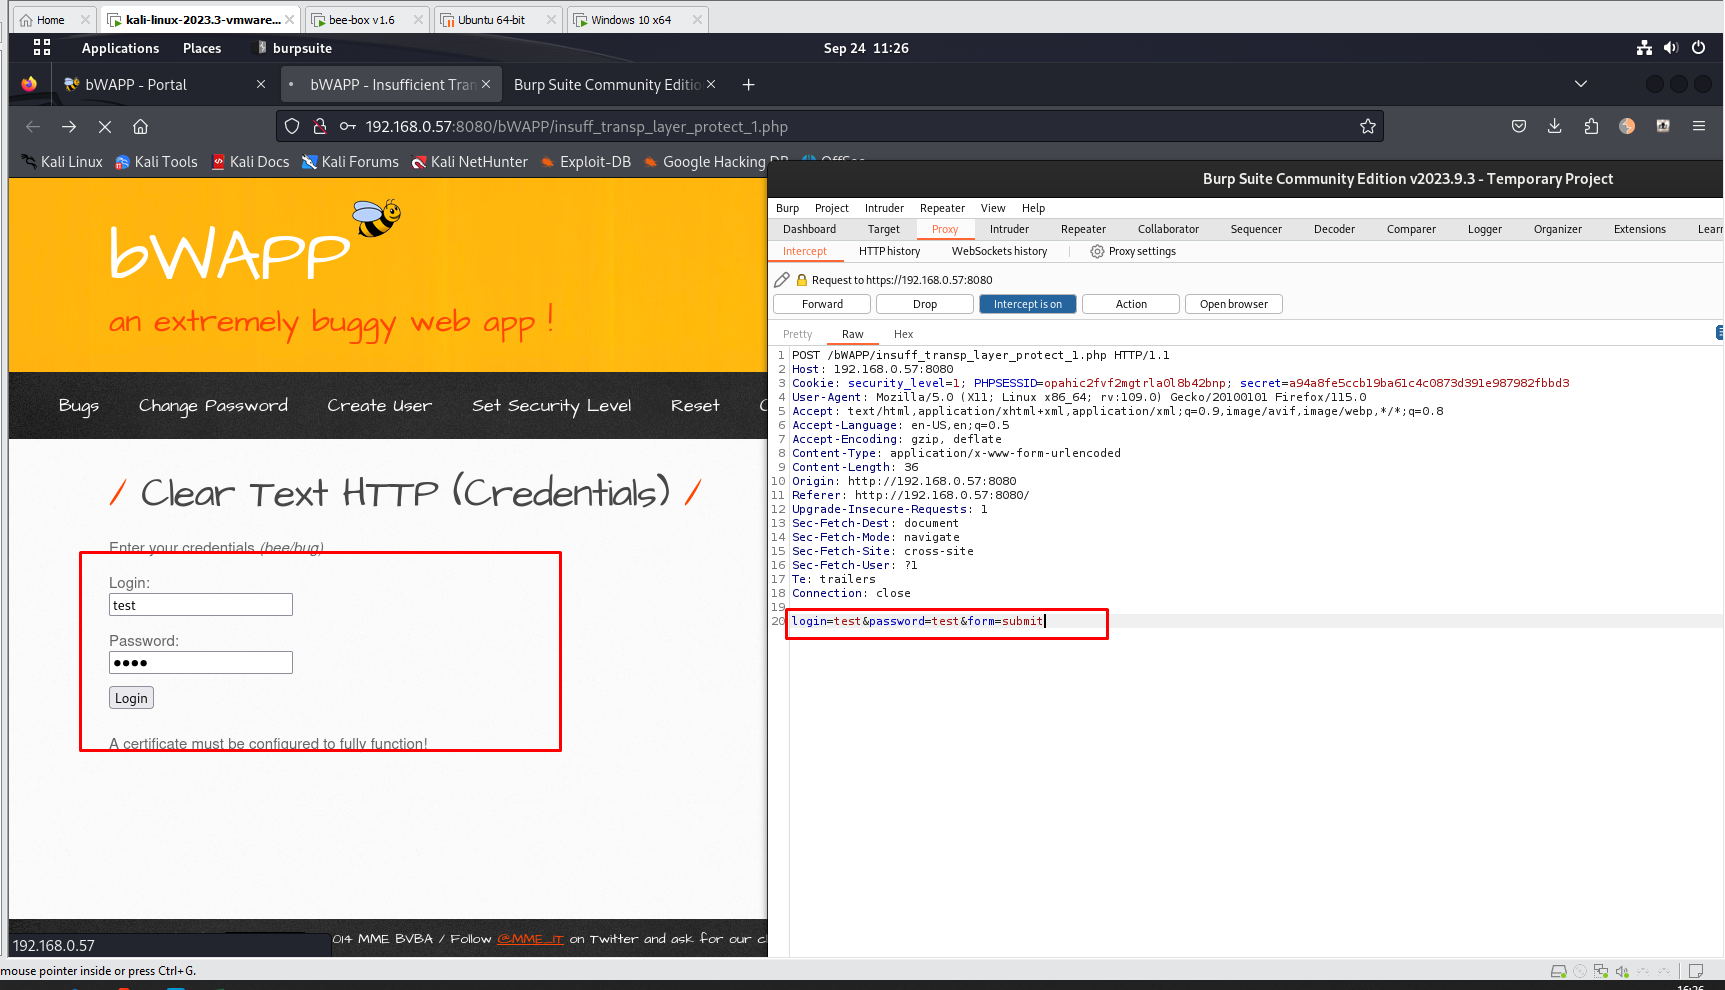 Home
kali-linux-2023.3-vmware...
bee-box v1.6
Ubuntu 64-bit
Windows 10 x64
Applications Places burpsuite
Sep 24 11:26
bWAPP - Portal
bWAPP - Insufficient Tran
Burp Suite Community Editio
192.168.0.57:8080/bWAPP/insuff_transp_layer_protect_1.php
Kali Linux Kali Tools Kali Docs Kali Forums Kali NetHunter Exploit-DB Google Hacking DB OffSec
bWAPP
an extremely buggy web app !
Bugs Change Password Create User Set Security Level Reset
/ Clear Text HTTP (Credentials) /
Enter your credentials (bee/bug)
Login:
test
Password:
Login
A certificate must be configured to fully function!
014 MME BVBA / Follow @MME_IT on Twitter and ask for our c
192.168.0.57
Burp Suite Community Edition v2023.9.3 - Temporary Project
Burp Project Intruder Repeater View Help
Dashboard Target Proxy Intruder Repeater Collaborator Sequencer Decoder Comparer Logger Organizer Extensions Learn
Intercept HTTP history WebSockets history Proxy settings
Request to https://192.168.0.57:8080
Forward Drop Intercept is on Action Open browser
Pretty Raw Hex
1 POST /bWAPP/insuff_transp_layer_protect_1.php HTTP/1.1
2 Host: 192.168.0.57:8080
3 Cookie: security_level=1; PHPSESSID=opahic2fvf2mgtrla0l8b42bnp; secret=a94a8fe5ccb19ba61c4c0873d391e987982fbbd3
4 User-Agent: Mozilla/5.0 (X11; Linux x86_64; rv:109.0) Gecko/20100101 Firefox/115.0
5 Accept: text/html,application/xhtml+xml,application/xml;q=0.9,image/avif,image/webp,*/*;q=0.8
6 Accept-Language: en-US,en;q=0.5
7 Accept-Encoding: gzip, deflate
8 Content-Type: application/x-www-form-urlencoded
9 Content-Length: 36
10 Origin: http://192.168.0.57:8080
11 Referer: http://192.168.0.57:8080/
12 Upgrade-Insecure-Requests: 1
13 Sec-Fetch-Dest: document
14 Sec-Fetch-Mode: navigate
15 Sec-Fetch-Site: cross-site
16 Sec-Fetch-User: ?1
17 Te: trailers
18 Connection: close
19
20 login=test&password=test&form=submit
mouse pointer inside or press Ctrl+G.